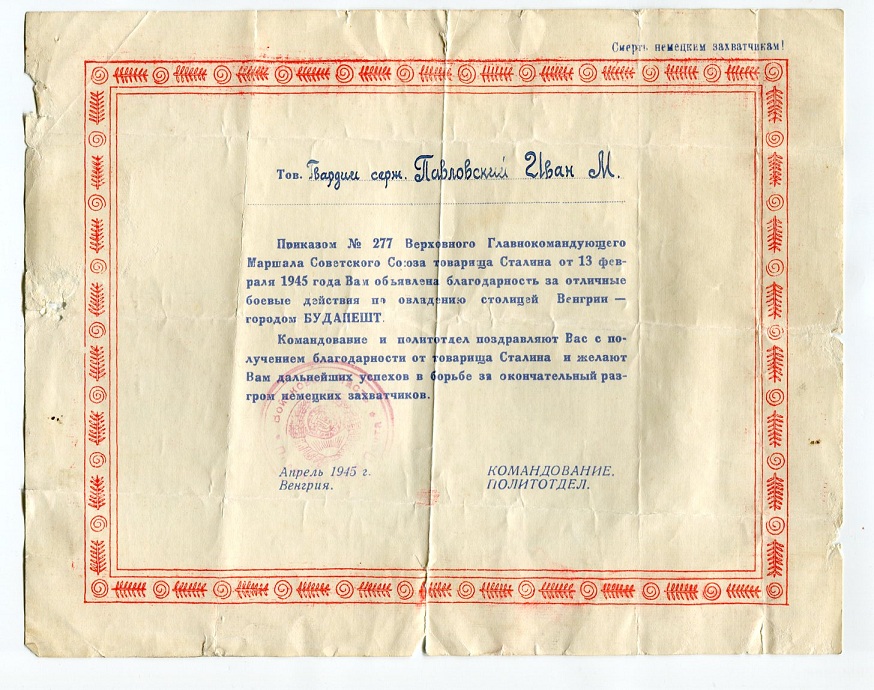 Смерть немецким захватчикам!
Тов. Гвардии серж. Павловский Иван М.
Приказом № 277 Верховного Главнокомандующего
Маршала Советского Союза товарища Сталина от 13 фев-
раля 1945 года Вам объявлена благодарность за отличные
боевые действия по овладению столицей Венгрии —
городом БУДАПЕШТ.
Командование и политотдел поздравляют Вас с по-
лучением благодарности от товарища Сталина и желают
Вам дальнейших успехов в борьбе за окончательный раз-
гром немецких захватчиков.
Апрель 1945 г.
Венгрия.
КОМАНДОВАНИЕ.
ПОЛИТОТДЕЛ.